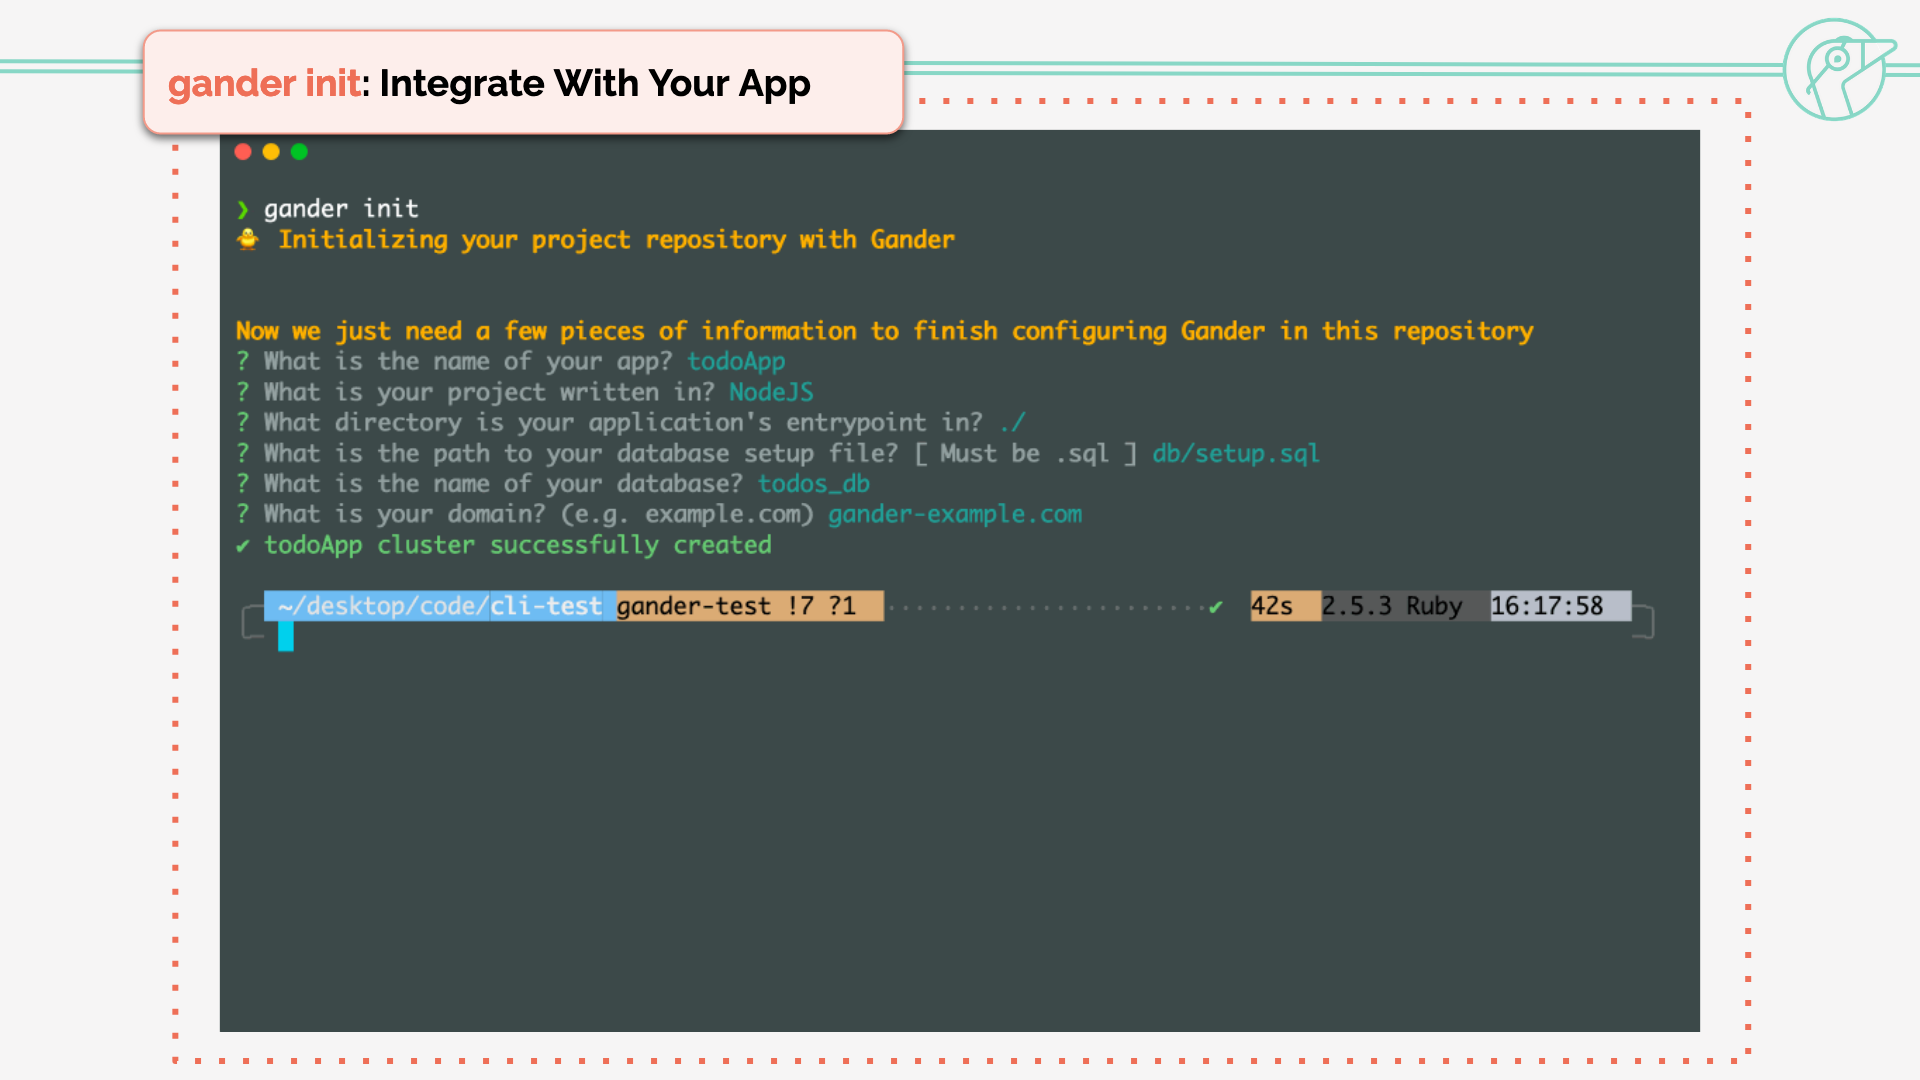 gander init: Integrate With Your App
❯ gander init
Initializing your project repository with Gander
Now we just need a few pieces of information to finish configuring Gander in this repository
? What is the name of your app? todoApp
? What is your project written in? NodeJS
? What directory is your application's entrypoint in? ./
? What is the path to your database setup file? [ Must be .sql ] db/setup.sql
? What is the name of your database? todos_db
? What is your domain? (e.g. example.com) gander-example.com
✔ todoApp cluster successfully created
~/desktop/code/cli-test gander-test !7 ?1 ✔ 42s 2.5.3 Ruby 16:17:58